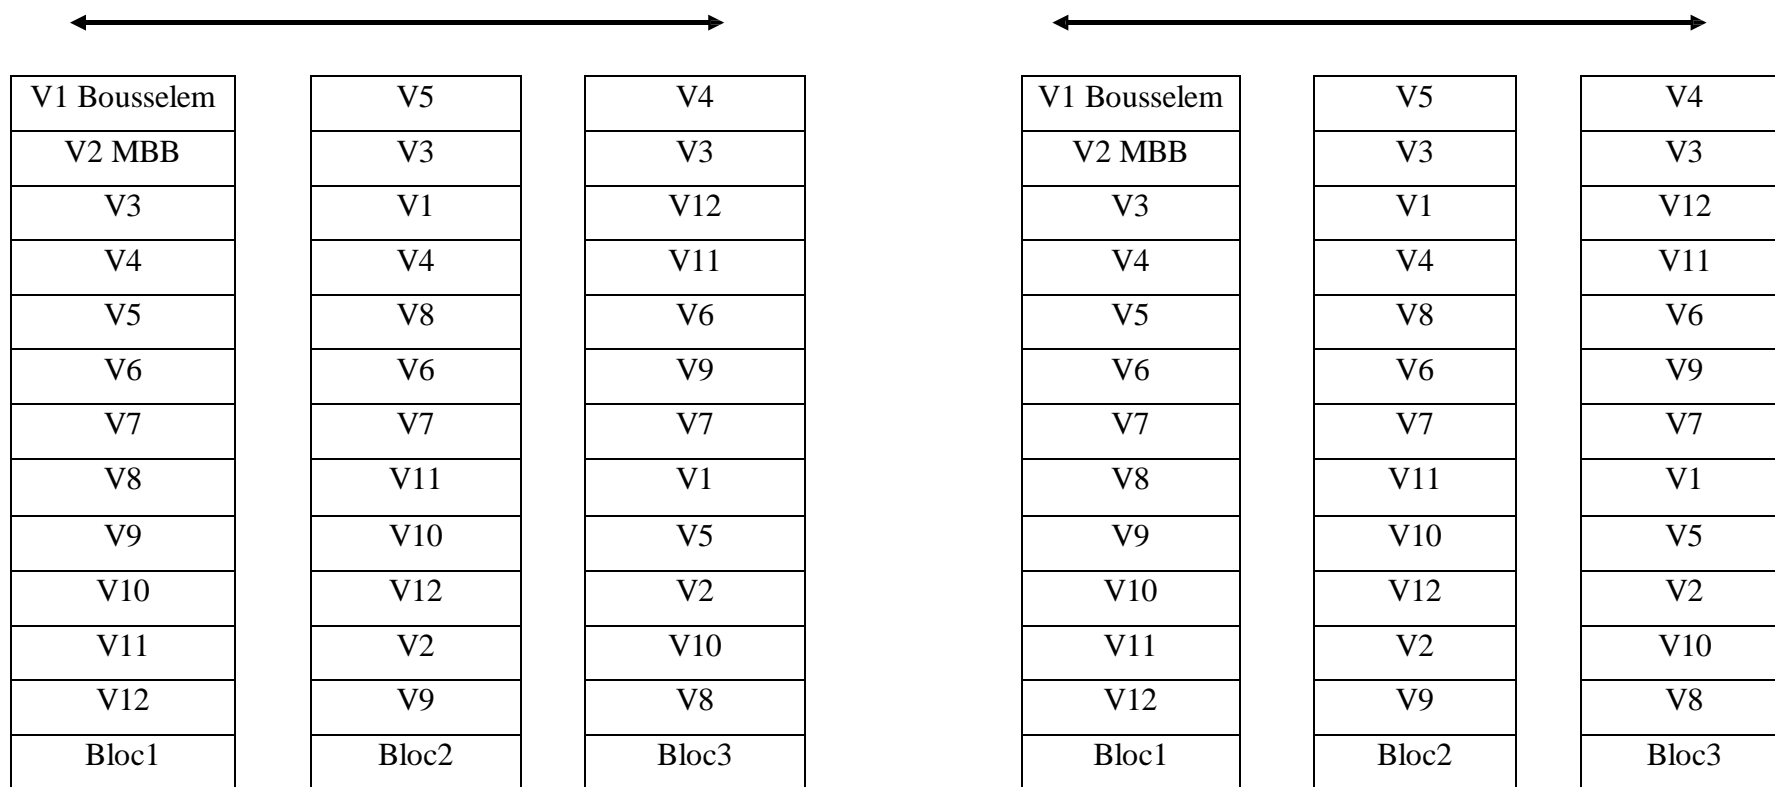 V1 Bousselem V5 V4 V1 Bousselem V5 V4
V2 MBB V3 V3 V2 MBB V3 V3
V3 V1 V12 V3 V1 V12
V4 V4 V11 V4 V4 V11
V5 V8 V6 V5 V8 V6
V6 V6 V9 V6 V6 V9
V7 V7 V7 V7 V7 V7
V8 V11 V1 V8 V11 V1
V9 V10 V5 V9 V10 V5
V10 V12 V2 V10 V12 V2
V11 V2 V10 V11 V2 V10
V12 V9 V8 V12 V9 V8
Bloc1 Bloc2 Bloc3 Bloc1 Bloc2 Bloc3